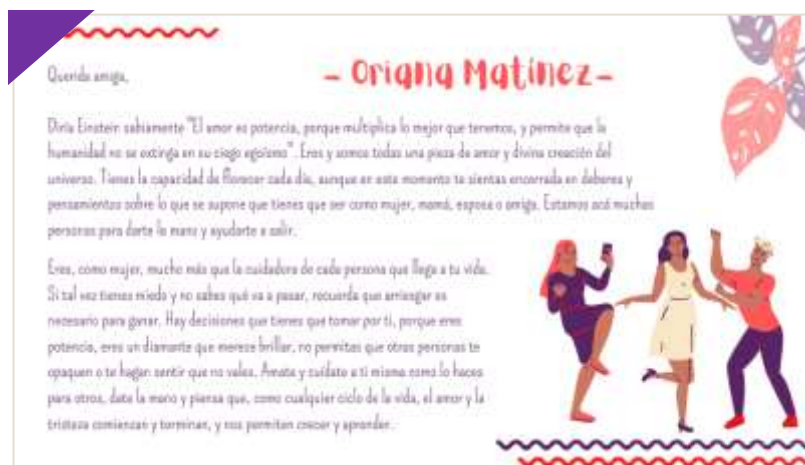 - Oriana Matínez-
Querida amiga,
Diría Einstein sabiamente "El amor es potencia, porque multiplica lo mejor que tenemos, y permite que la
humanidad no se extinga en su ciego egoísmo". Eres y somos todas una pieza de amor y divina creación del
universo. Tienes la capacidad de florecer cada día, aunque en este momento te sientas encerrada en deberes y
pensamientos sobre lo que se supone que tienes que ser como mujer, mamá, esposa o amiga. Estamos acá muchas
personas para darte la mano y ayudarte a salir.
Eres, como mujer, mucho más que la cuidadora de cada persona que llega a tu vida.
Si tal vez tienes miedo y no sabes qué va a pasar, recuerda que arriesgar es
necesario para ganar. Hay decisiones que tienes que tomar por ti, porque eres
potencia, eres un diamante que merece brillar, no permitas que otras personas te
opaquen o te hagan sentir que no vales. Ámate y cuídate a ti misma como lo haces
para otros, date la mano y piensa que, como cualquier ciclo de la vida, el amor y la
tristeza comienzan y terminan, y nos permiten crecer y aprender.